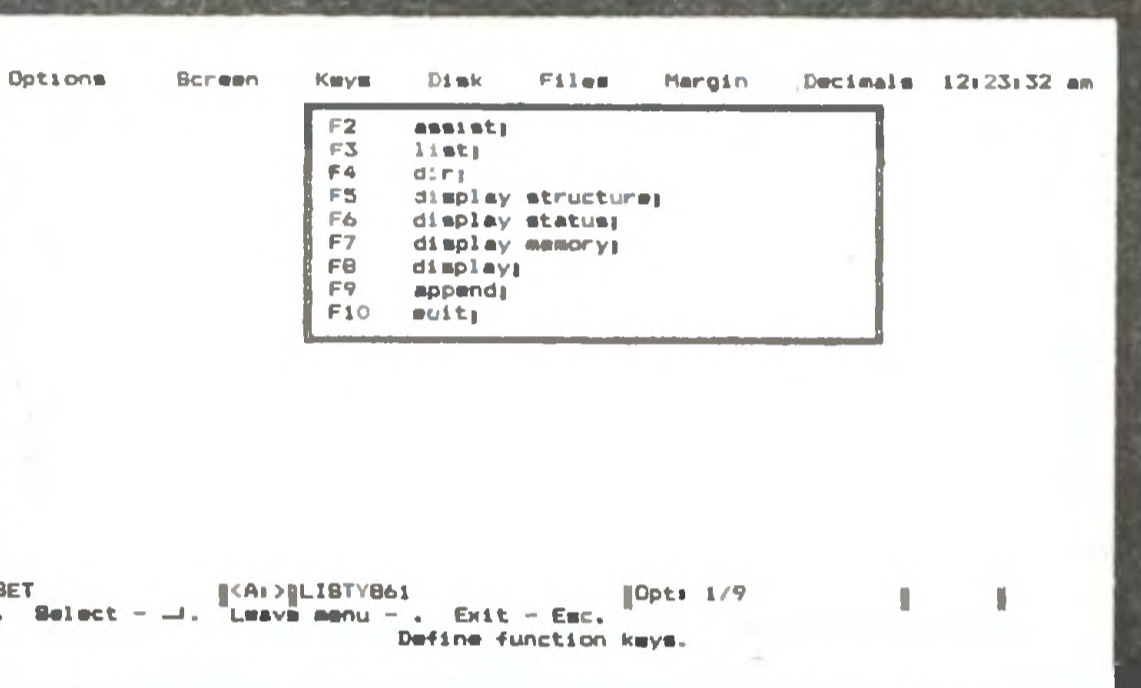 Options Screen Keys Disk Files Margin Decimals 12:23:32 am
F2 assist;
F3 list;
F4 dir;
F5 display structure;
F6 display status;
F7 display memory;
F8 display;
F9 append;
F10
SET <A:> LISTY861 Opt: 1/9
. Select - ⏎. Leave menu - . Exit - Esc.
Define function keys.